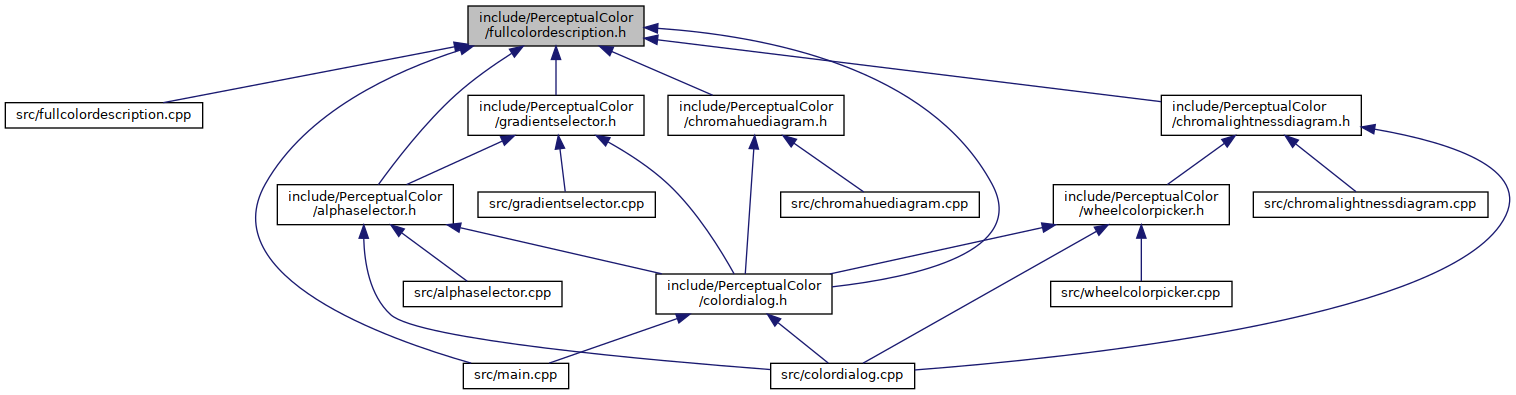 include/PerceptualColor
/fullcolordescription.h
src/fullcolordescription.cpp
include/PerceptualColor
/gradientselector.h
include/PerceptualColor
/chromahuediagram.h
include/PerceptualColor
/chromalightnessdiagram.h
include/PerceptualColor
/alphaselector.h
src/gradientselector.cpp
src/chromahuediagram.cpp
include/PerceptualColor
/wheelcolorpicker.h
src/chromalightnessdiagram.cpp
src/alphaselector.cpp
include/PerceptualColor
/colordialog.h
src/wheelcolorpicker.cpp
src/main.cpp
src/colordialog.cpp